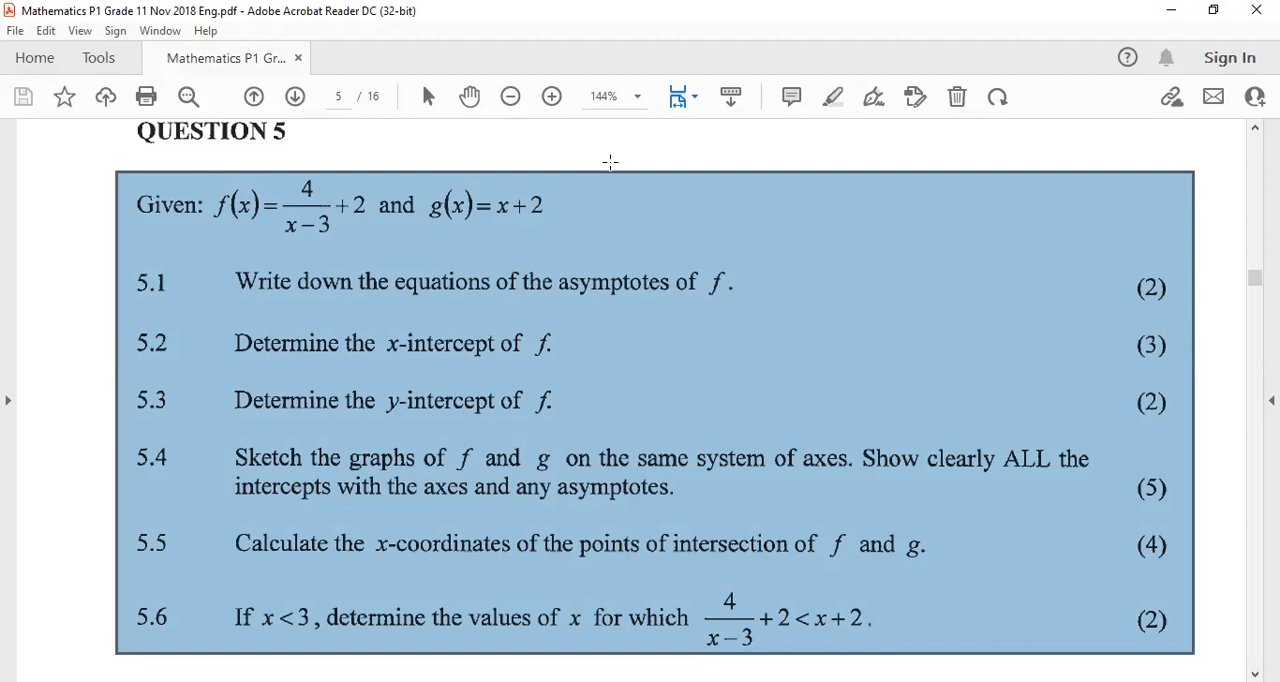 Mathematics P1 Grade 11 Nov 2018 Eng.pdf - Adobe Acrobat Reader DC (32-bit)
File Edit View Sign Window Help
Home Tools Mathematics P1 Gr... × Sign In
5 / 16 144%
QUESTION 5
Given: f(x) = 4/(x − 3) + 2 and g(x) = x + 2
5.1 Write down the equations of the asymptotes of f. (2)
5.2 Determine the x-intercept of f. (3)
5.3 Determine the y-intercept of f. (2)
5.4 Sketch the graphs of f and g on the same system of axes. Show clearly ALL the
intercepts with the axes and any asymptotes. (5)
5.5 Calculate the x-coordinates of the points of intersection of f and g. (4)
5.6 If x < 3, determine the values of x for which 4/(x − 3) + 2 < x + 2. (2)